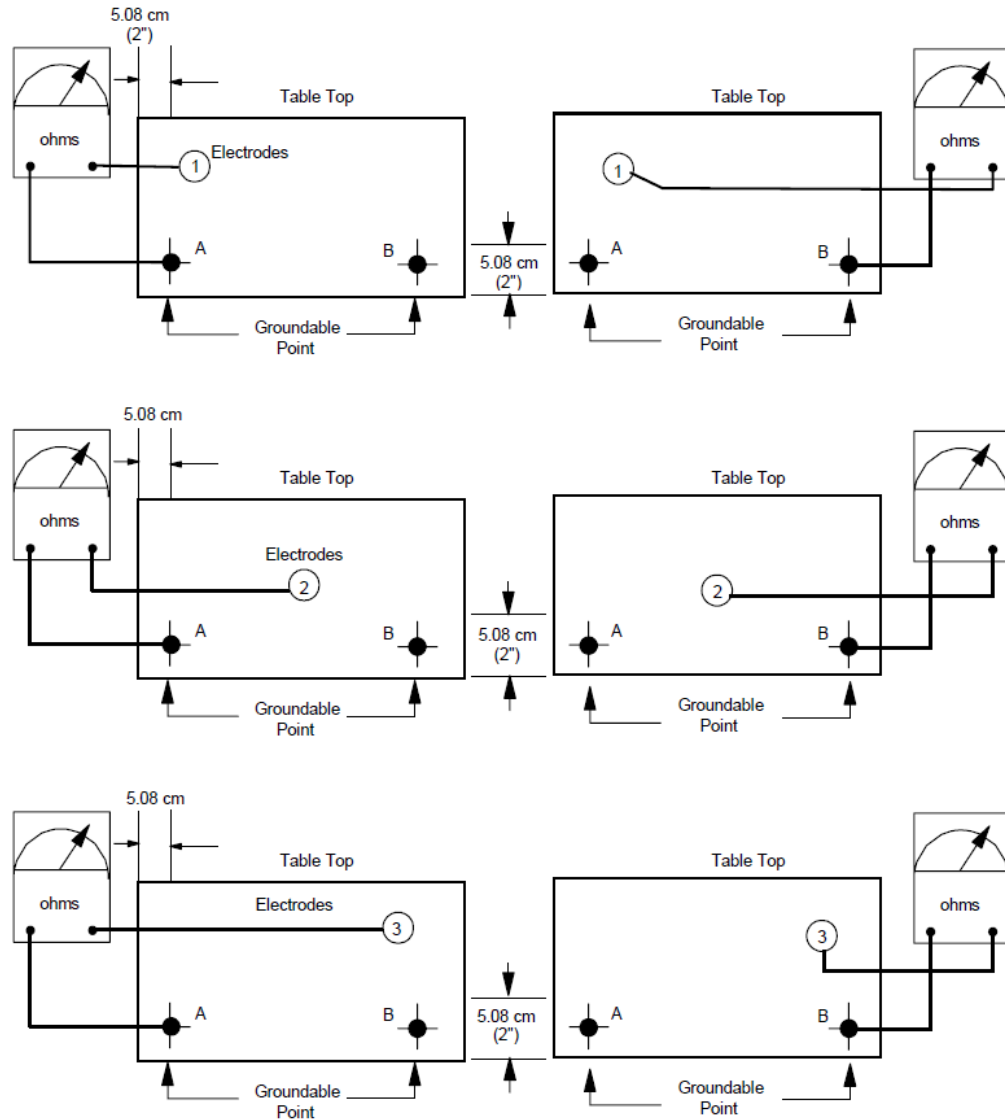 5.08 cm
(2")
Table Top
Table Top
ohms
1
Electrodes
1
ohms
A
B
5.08 cm
(2")
A
B
Groundable
Point
Groundable
Point
5.08 cm
Table Top
Table Top
ohms
Electrodes
2
2
ohms
A
B
5.08 cm
(2")
A
B
Groundable
Point
Groundable
Point
5.08 cm
Table Top
Table Top
ohms
Electrodes
3
3
ohms
A
B
5.08 cm
(2")
A
B
Groundable
Point
Groundable
Point